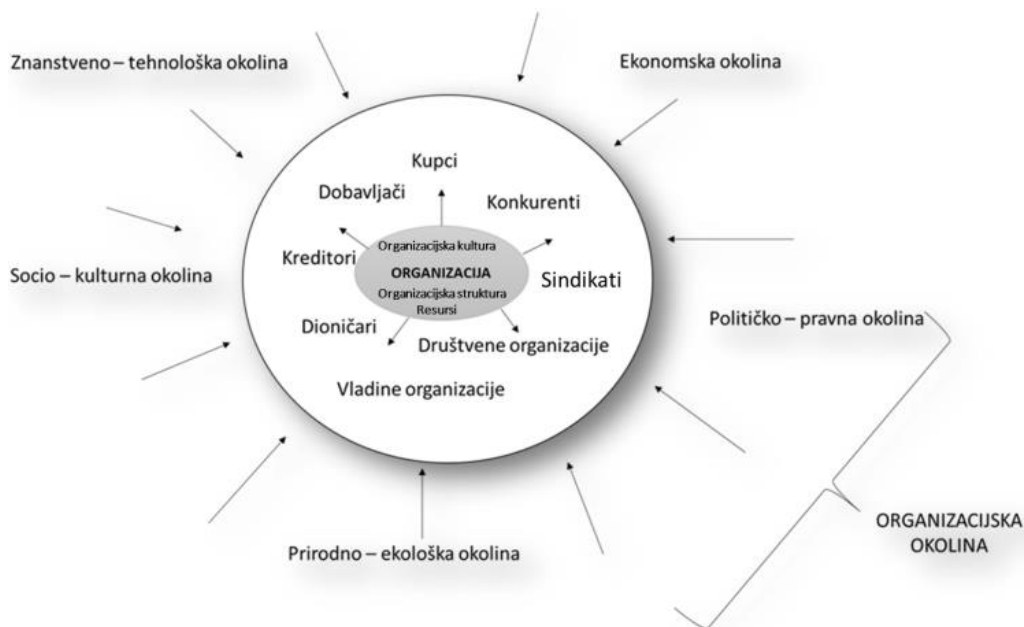 Znanstveno – tehnološka okolina
Ekonomska okolina
Kupci
Dobavljači
Konkurenti
Organizacijska kultura
Kreditori
ORGANIZACIJA
Socio – kulturna okolina
Sindikati
Organizacijska struktura
Resursi
Dioničari
Političko – pravna okolina
Društvene organizacije
Vladine organizacije
ORGANIZACIJSKA
OKOLINA
Prirodno – ekološka okolina